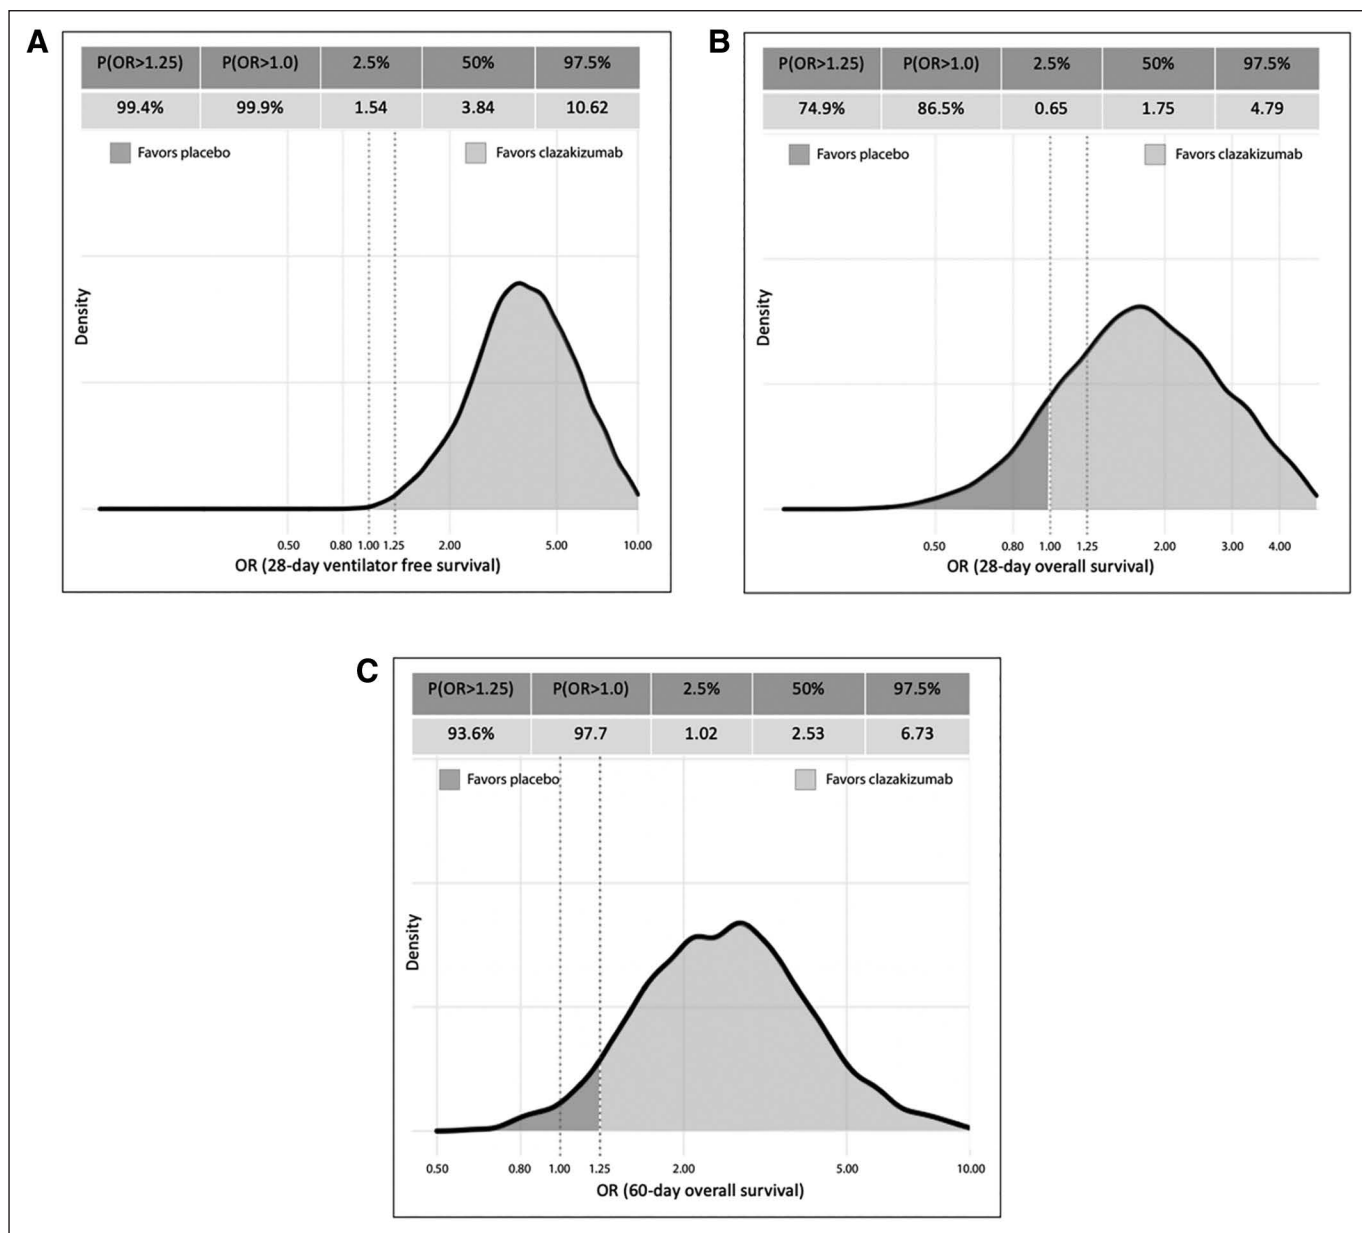 A
P(OR>1.25) P(OR>1.0) 2.5% 50% 97.5%
99.4% 99.9% 1.54 3.84 10.62
Favors placebo Favors clazakizumab
Density
0.50 0.80 1.00 1.25 2.00 5.00 10.00
OR (28-day ventilator free survival)
B
P(OR>1.25) P(OR>1.0) 2.5% 50% 97.5%
74.9% 86.5% 0.65 1.75 4.79
Favors placebo Favors clazakizumab
Density
0.50 0.80 1.00 1.25 2.00 3.00 4.00
OR (28-day overall survival)
C
P(OR>1.25) P(OR>1.0) 2.5% 50% 97.5%
93.6% 97.7 1.02 2.53 6.73
Favors placebo Favors clazakizumab
Density
0.50 0.80 1.00 1.25 2.00 5.00 10.00
OR (60-day overall survival)